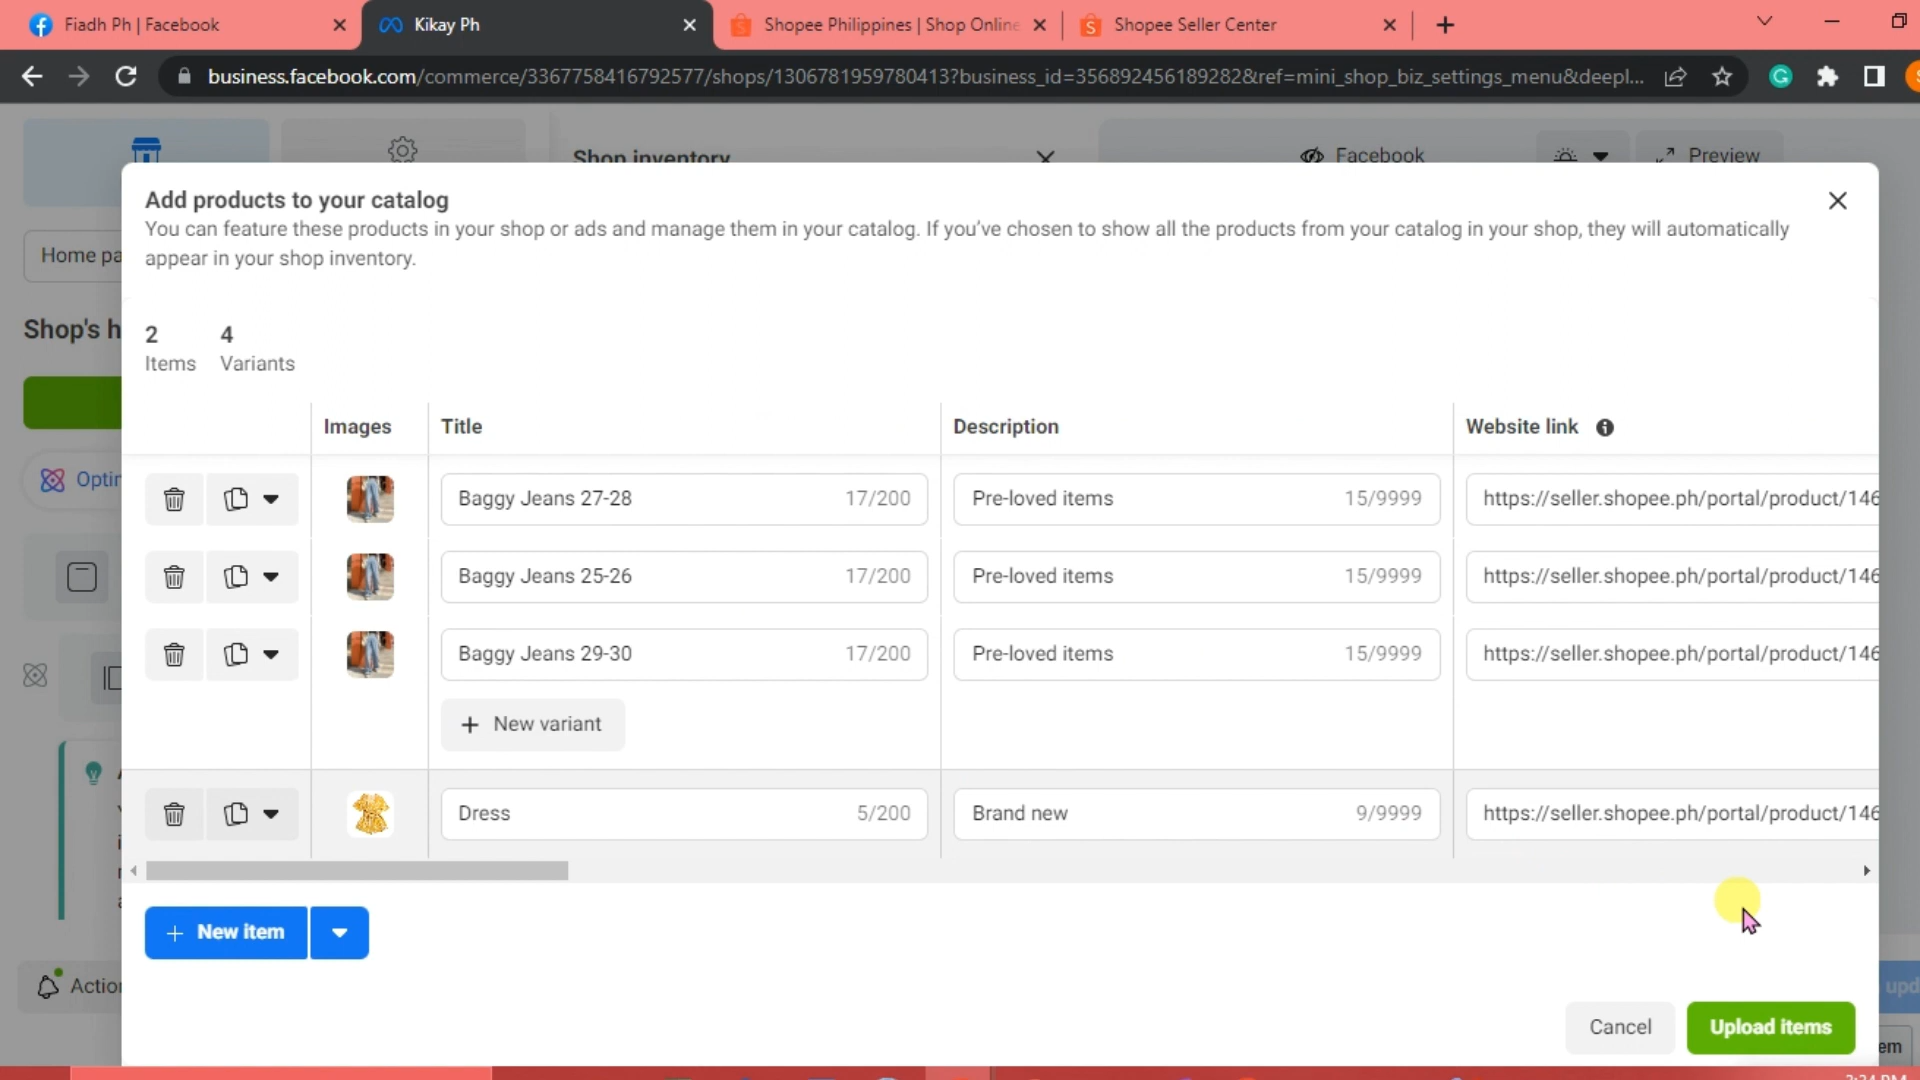 Fiadh Ph | Facebook
Kikay Ph
Shopee Philippines | Shop Online
Shopee Seller Center
business.facebook.com/commerce/3367758416792577/shops/1306781959780413?business_id=356892456189282&ref=mini_shop_biz_settings_menu&deepl...
Shop inventory
Facebook
Preview
Add products to your catalog
You can feature these products in your shop or ads and manage them in your catalog. If you've chosen to show all the products from your catalog in your shop, they will automatically
appear in your shop inventory.
Home pa
Shop's h
2 4
Items Variants
Images Title Description Website link
Optin
Baggy Jeans 27-28 17/200 Pre-loved items 15/9999 https://seller.shopee.ph/portal/product/146
Baggy Jeans 25-26 17/200 Pre-loved items 15/9999 https://seller.shopee.ph/portal/product/146
Baggy Jeans 29-30 17/200 Pre-loved items 15/9999 https://seller.shopee.ph/portal/product/146
+ New variant
Dress 5/200 Brand new 9/9999 https://seller.shopee.ph/portal/product/146
+ New item
Action
upd
Cancel
Upload items
em